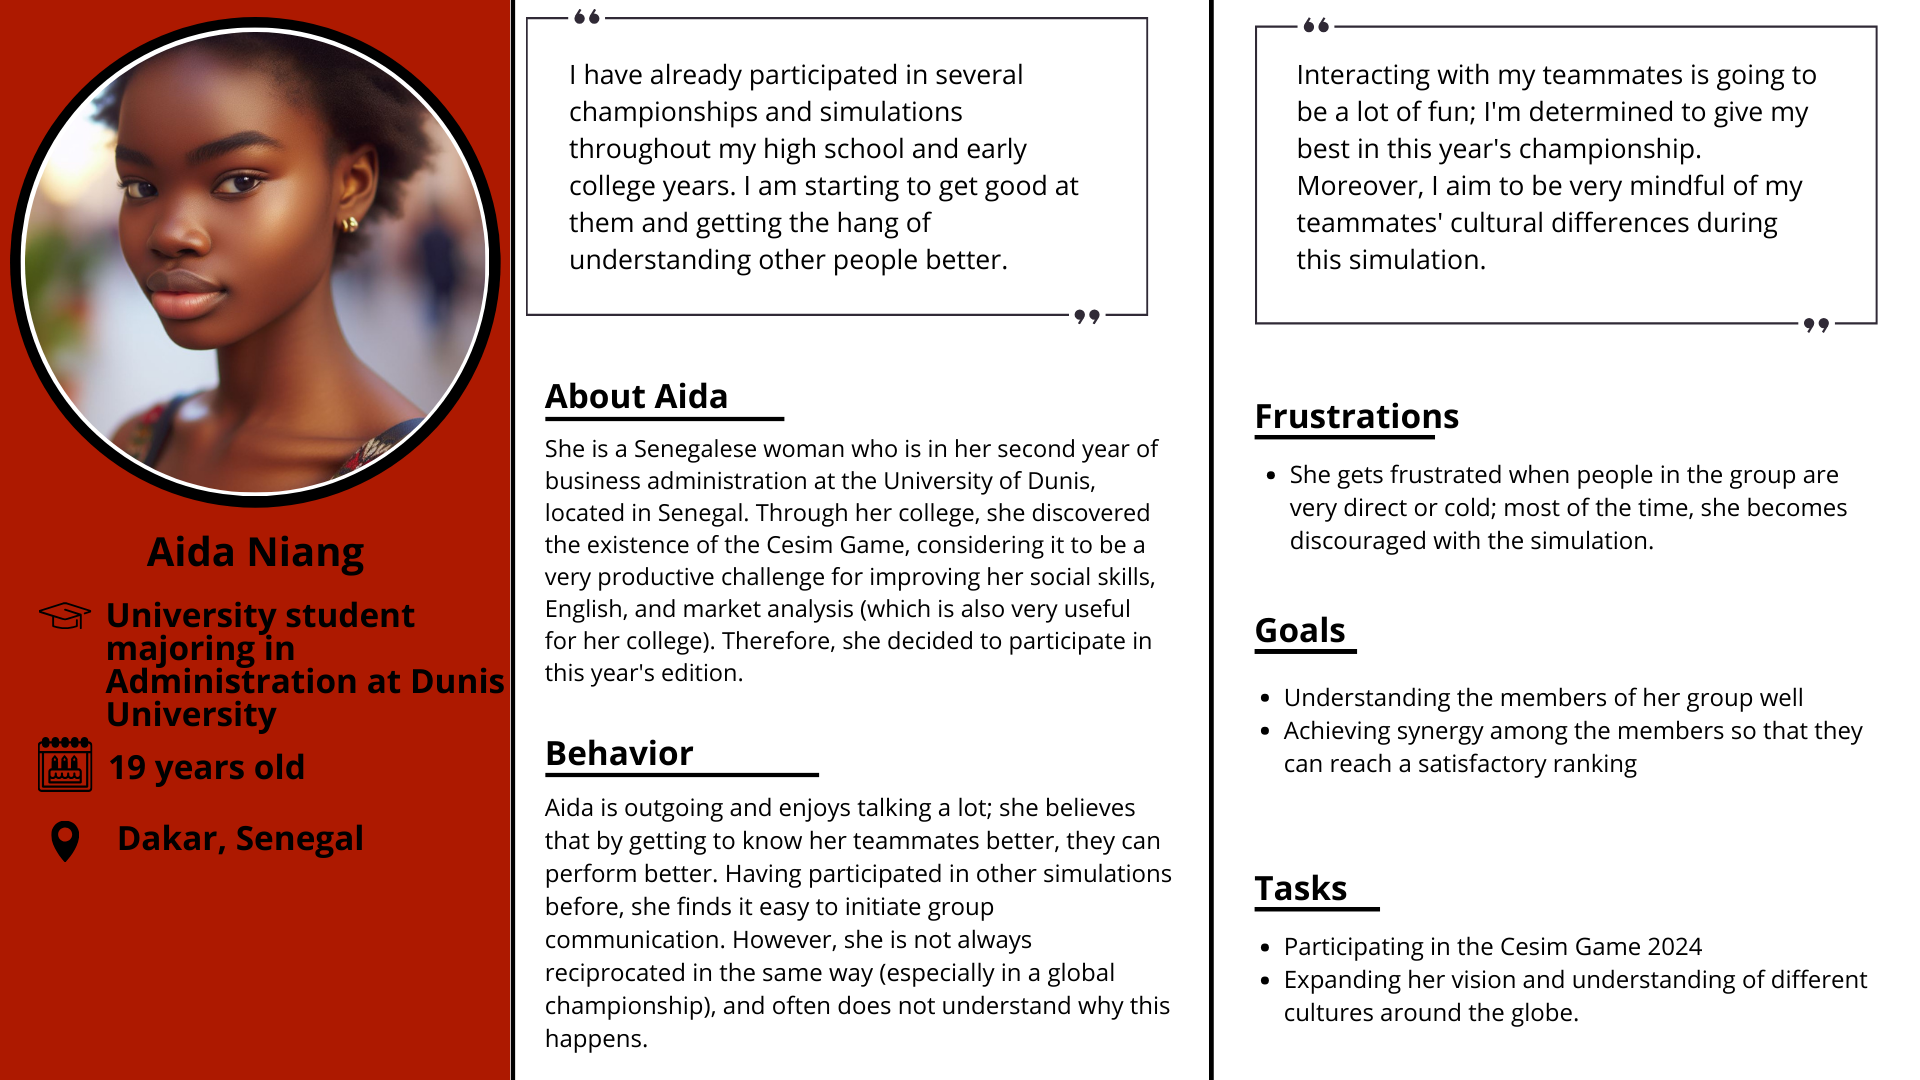 Aida Niang
University student
majoring in
Administration at Dunis
University
19 years old
Dakar, Senegal
“
I have already participated in several
championships and simulations
throughout my high school and early
college years. I am starting to get good at
them and getting the hang of
understanding other people better.
”
About Aida
She is a Senegalese woman who is in her second year of
business administration at the University of Dunis,
located in Senegal. Through her college, she discovered
the existence of the Cesim Game, considering it to be a
very productive challenge for improving her social skills,
English, and market analysis (which is also very useful
for her college). Therefore, she decided to participate in
this year's edition.
Behavior
Aida is outgoing and enjoys talking a lot; she believes
that by getting to know her teammates better, they can
perform better. Having participated in other simulations
before, she finds it easy to initiate group
communication. However, she is not always
reciprocated in the same way (especially in a global
championship), and often does not understand why this
happens.
“
Interacting with my teammates is going to
be a lot of fun; I'm determined to give my
best in this year's championship.
Moreover, I aim to be very mindful of my
teammates' cultural differences during
this simulation.
”
Frustrations
• She gets frustrated when people in the group are
very direct or cold; most of the time, she becomes
discouraged with the simulation.
Goals
• Understanding the members of her group well
• Achieving synergy among the members so that they
can reach a satisfactory ranking
Tasks
• Participating in the Cesim Game 2024
• Expanding her vision and understanding of different
cultures around the globe.